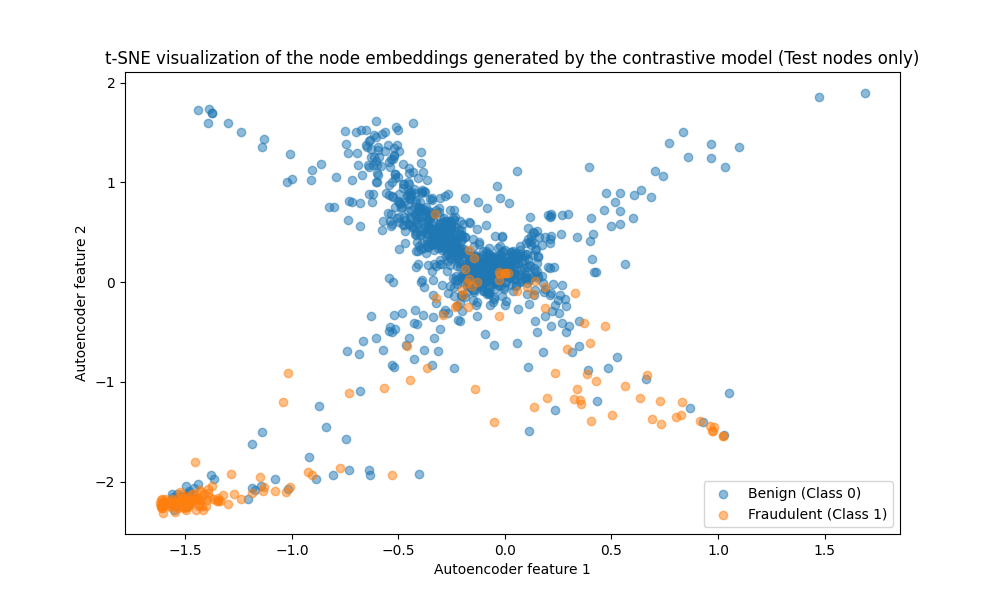 t-SNE visualization of the node embeddings generated by the contrastive model (Test nodes only)
2
1
0
−1
−2
Autoencoder feature 2
−1.5
−1.0
−0.5
0.0
0.5
1.0
1.5
Autoencoder feature 1
Benign (Class 0)
Fraudulent (Class 1)